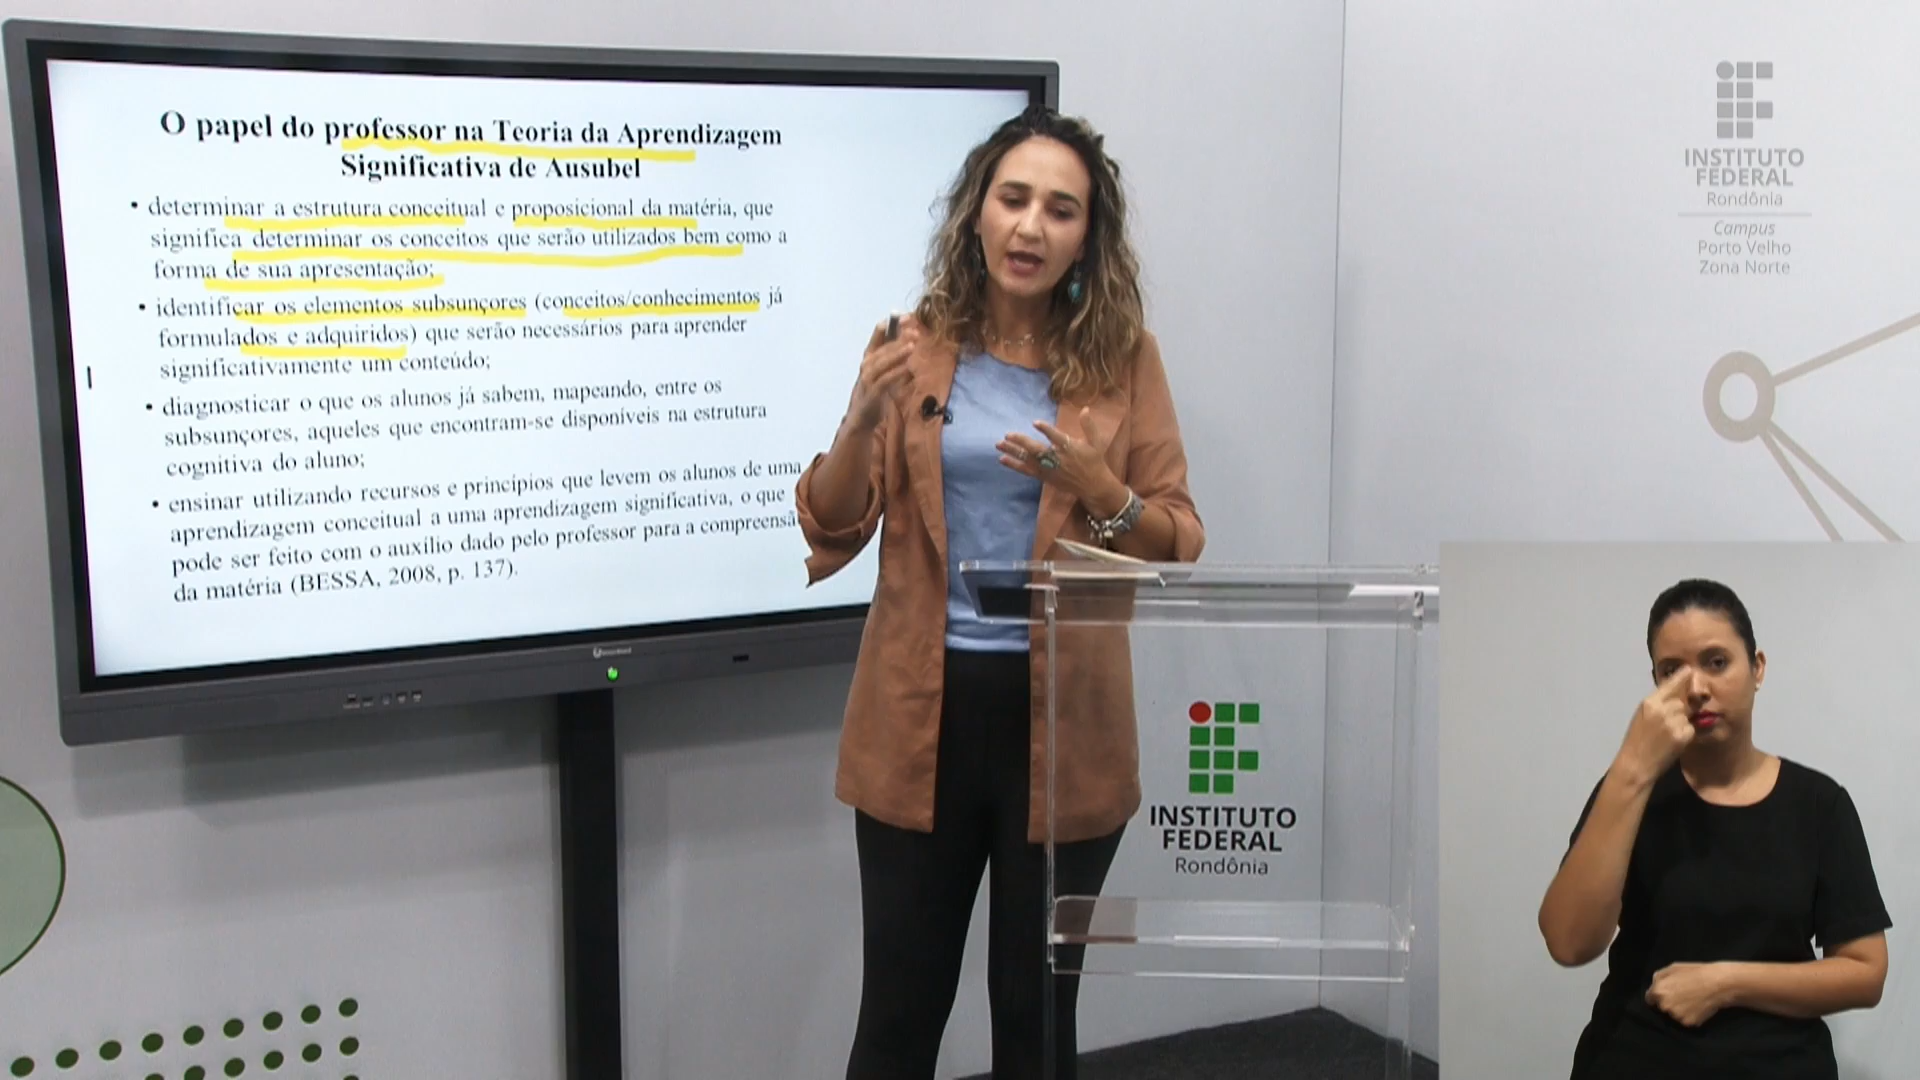 O papel do professor na Teoria da Aprendizagem
Significativa de Ausubel
• determinar a estrutura conceitual e proposicional da matéria, que
significa determinar os conceitos que serão utilizados bem como a
forma de sua apresentação;
• identificar os elementos subsunçores (conceitos/conhecimentos já
formulados e adquiridos) que serão necessários para aprender
significativamente um conteúdo;
• diagnosticar o que os alunos já sabem, mapeando, entre os
subsunçores, aqueles que encontram-se disponíveis na estrutura
cognitiva do aluno;
• ensinar utilizando recursos e princípios que levem os alunos de uma
aprendizagem conceitual a uma aprendizagem significativa, o que
pode ser feito com o auxílio dado pelo professor para a compreensã
da matéria (BESSA, 2008, p. 137).
INSTITUTO
FEDERAL
Rondônia
Campus
Porto Velho
Zona Norte
INSTITUTO
FEDERAL
Rondônia